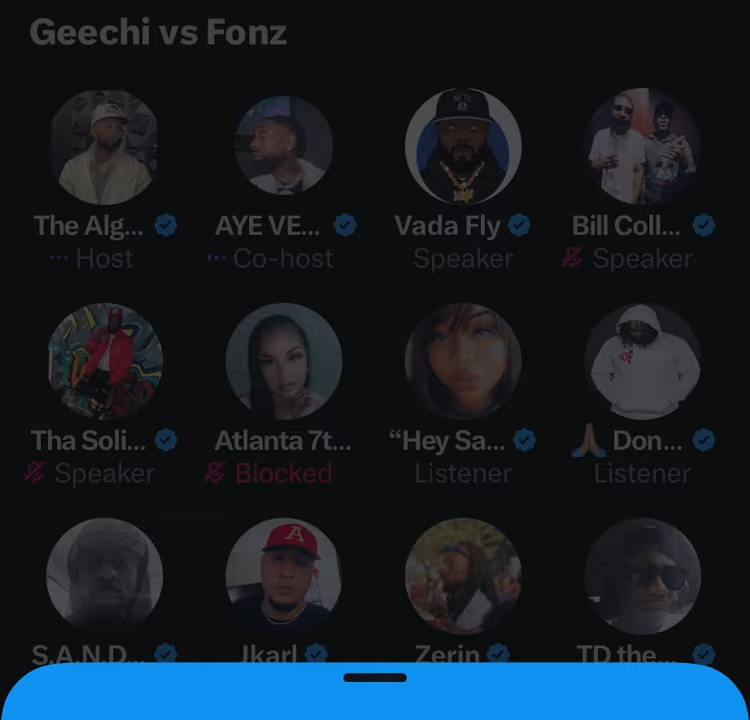 Geechi vs Fonz
The Alg... AYE VE... Vada Fly Bill Coll...
Host Co-host Speaker Speaker
Tha Soli... Atlanta 7t... “Hey Sa... 🙏🏽 Don...
Speaker Blocked Listener Listener
S.A.N.D... Jkarl Zerin TD the...